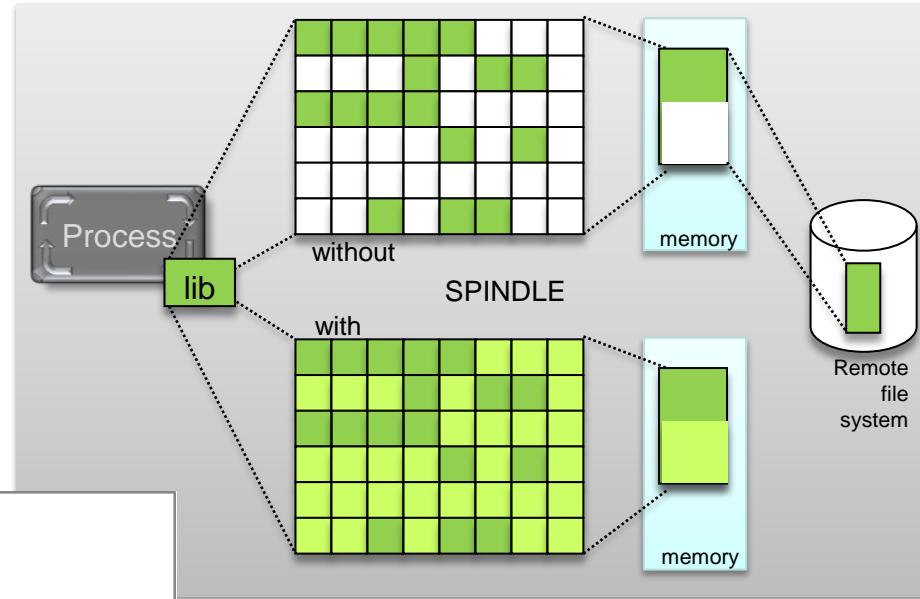 Process
lib
without
SPINDLE
with
memory
memory
Remote
file
system